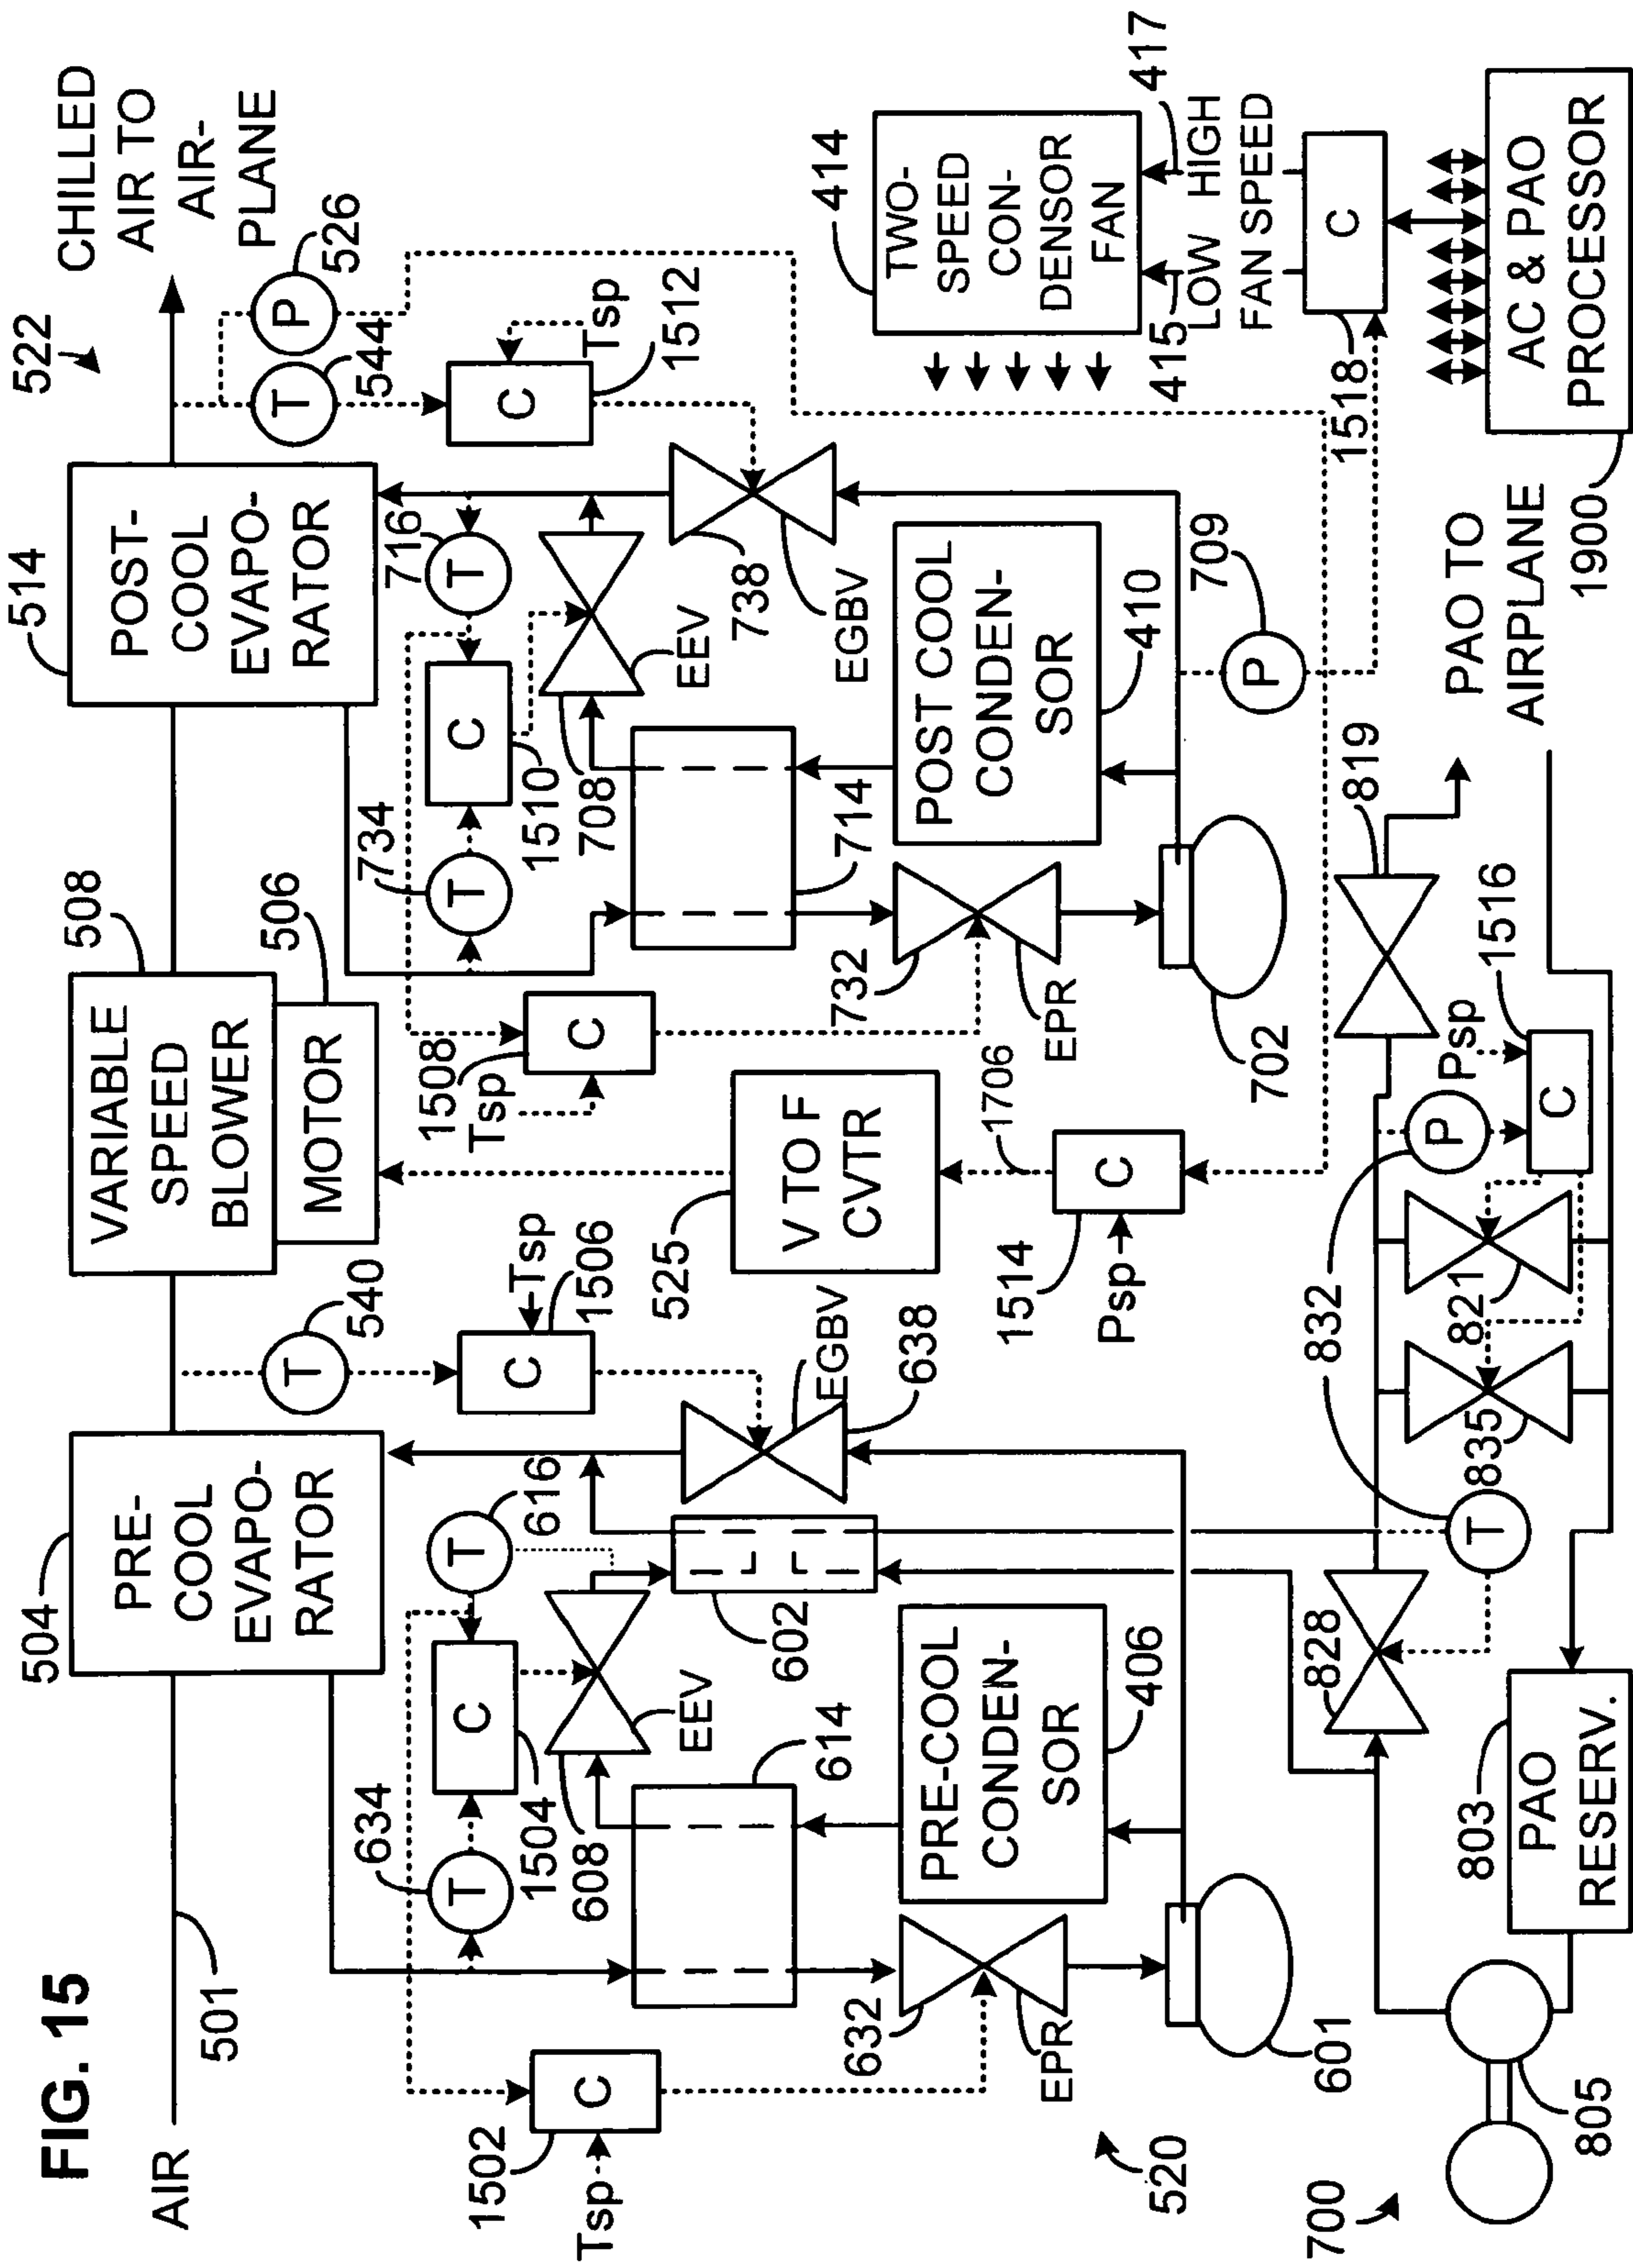 FIG. 15
AIR
501
504
PRE-
COOL
EVAPO-
RATOR
T
540
VARIABLE
SPEED
BLOWER
508
MOTOR
506
514
POST-
COOL
EVAPO-
RATOR
522
CHILLED
AIR TO
AIR-
PLANE
P
526
T
544
C
Tsp
1512
1502
C
Tsp
634
T
C
1504
T
616
608
EEV
C
Tsp
1506
EGBV
638
602
614
632
EPR
PRE-COOL
CONDEN-
SOR
406
601
520
525
V TO F
CVTR
1706
C
1514
Psp
1508
Tsp
C
734
T
C
1510
716
T
708
EEV
738
EGBV
714
732
EPR
POST COOL
CONDEN-
SOR
410
702
709
P
414
TWO-
SPEED
CON-
DENSOR
FAN
415
417
LOW HIGH
FAN SPEED
C
1518
AC & PAO
PROCESSOR
1900
700
805
803
PAO
RESERV.
828
T
832
835
821
P
Psp
C
1516
819
PAO TO
AIRPLANE